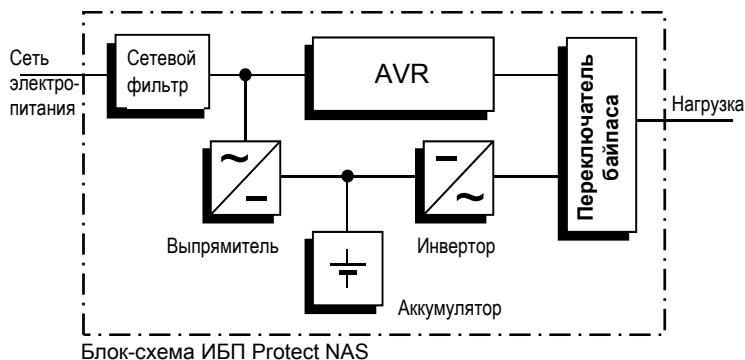 Сеть
электро-
питания
Сетевой
фильтр
AVR
Переключатель
байпаса
Нагрузка
Выпрямитель
Инвертор
Аккумулятор
Блок-схема ИБП Protect NAS